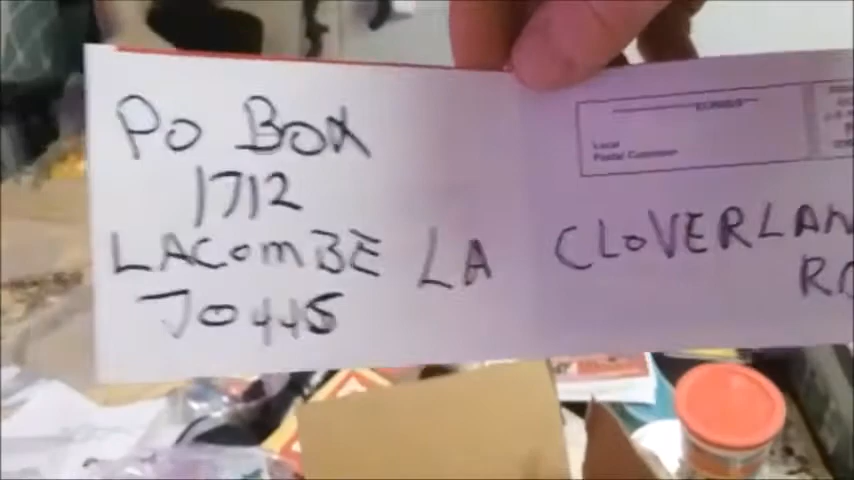 PO BOX
1712
LACOMBE LA
70445
Local
Postal Customer
CLOVERLAN
RO